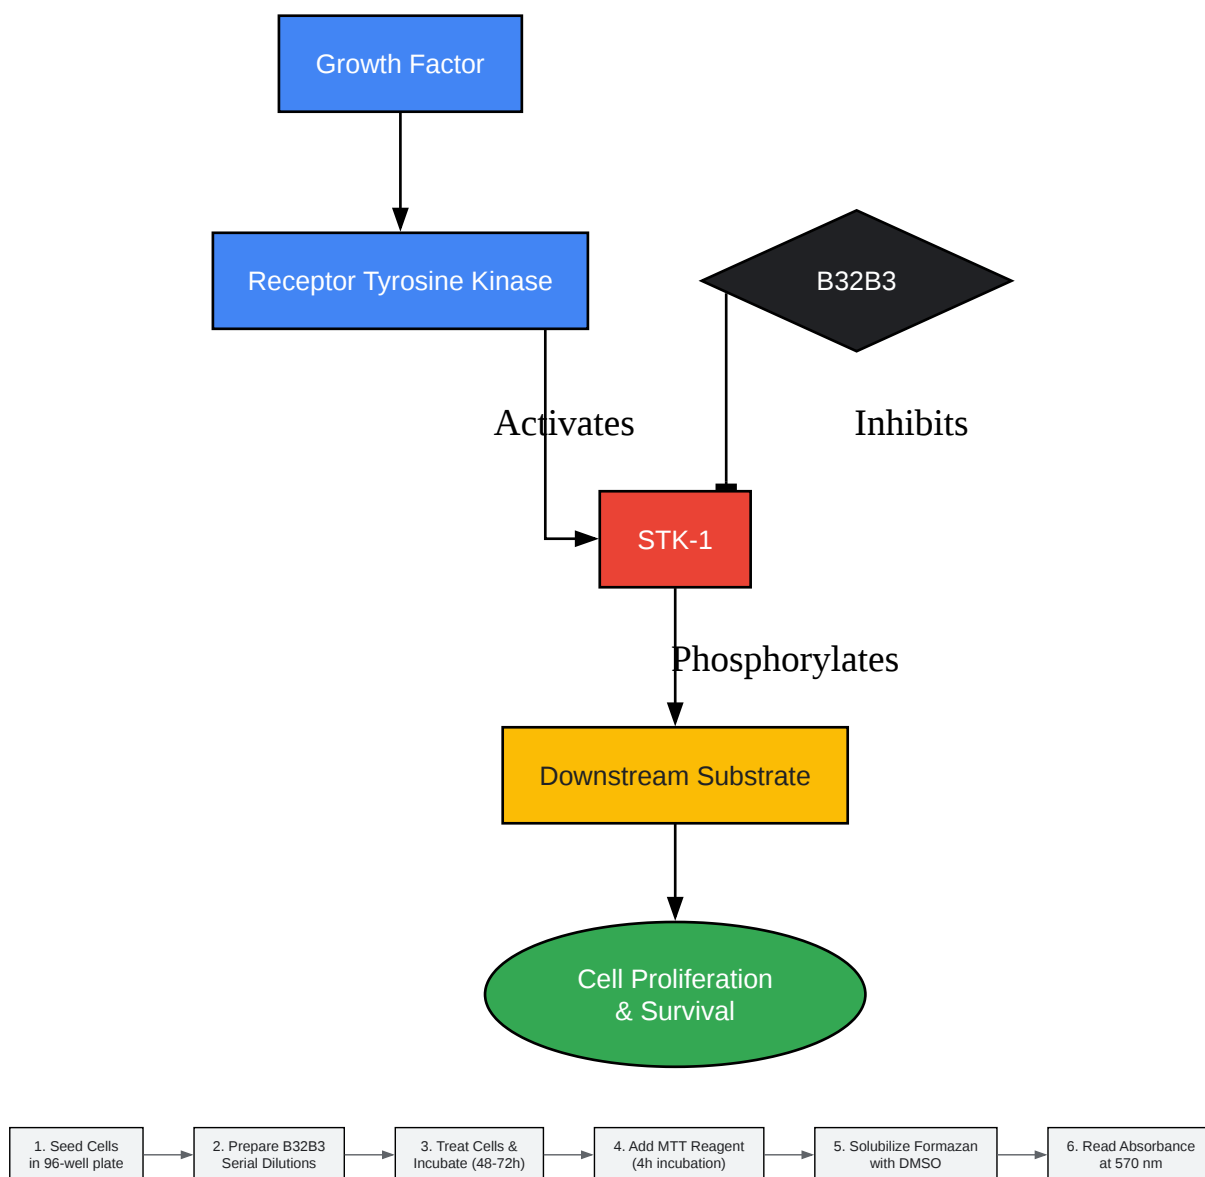 Growth Factor
Receptor Tyrosine Kinase
B32B3
Activates
Inhibits
STK-1
Phosphorylates
Downstream Substrate
Cell Proliferation
& Survival
1. Seed Cells
in 96-well plate
2. Prepare B32B3
Serial Dilutions
3. Treat Cells &
Incubate (48-72h)
4. Add MTT Reagent
(4h incubation)
5. Solubilize Formazan
with DMSO
6. Read Absorbance
at 570 nm